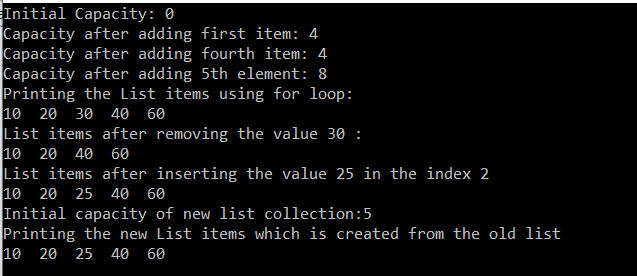 Initial Capacity: 0
Capacity after adding first item: 4
Capacity after adding fourth item: 4
Capacity after adding 5th element: 8
Printing the List items using for loop:
10  20  30  40  60
List items after removing the value 30 :
10  20  40  60
List items after inserting the value 25 in the index 2
10  20  25  40  60
Initial capacity of new list collection:5
Printing the new List items which is created from the old list
10  20  25  40  60